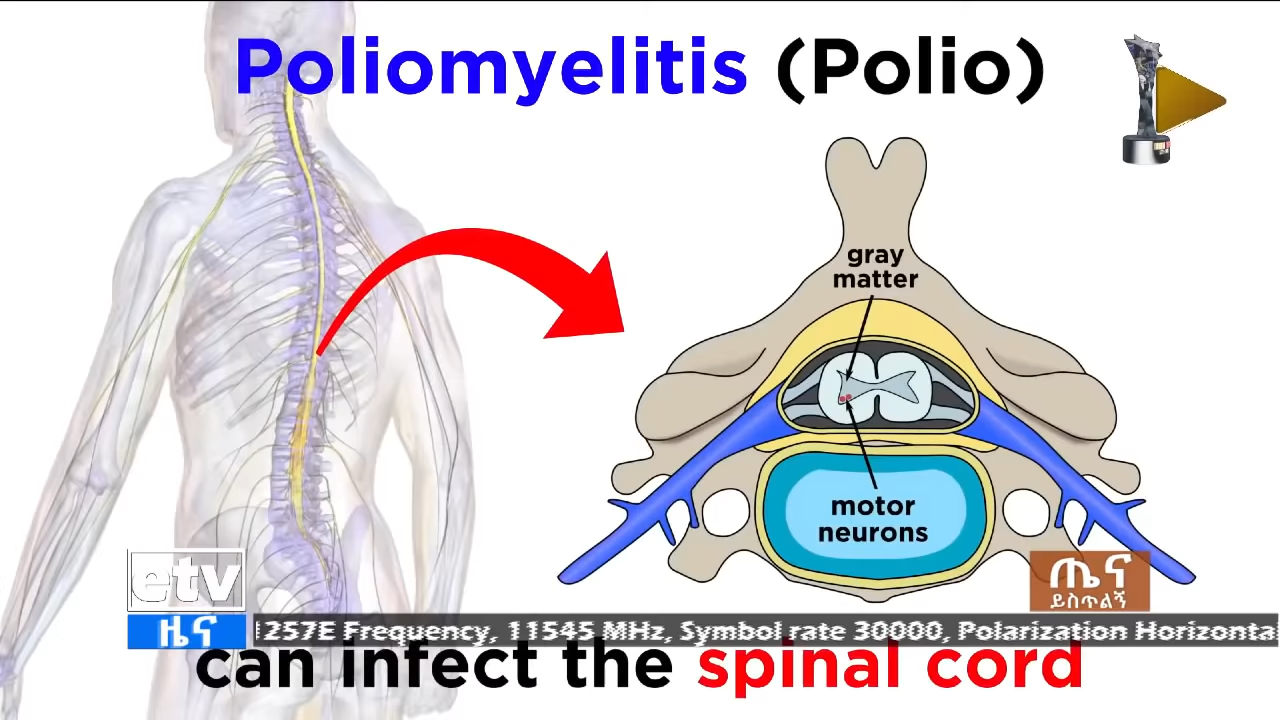 Poliomyelitis (Polio)
gray
matter
motor
neurons
etv
ዜና
ጤና
ይስጥልኝ
257E Frequency, 11545 MHz, Symbol rate 30000, Polarization Horizontal
can infect the spinal cord